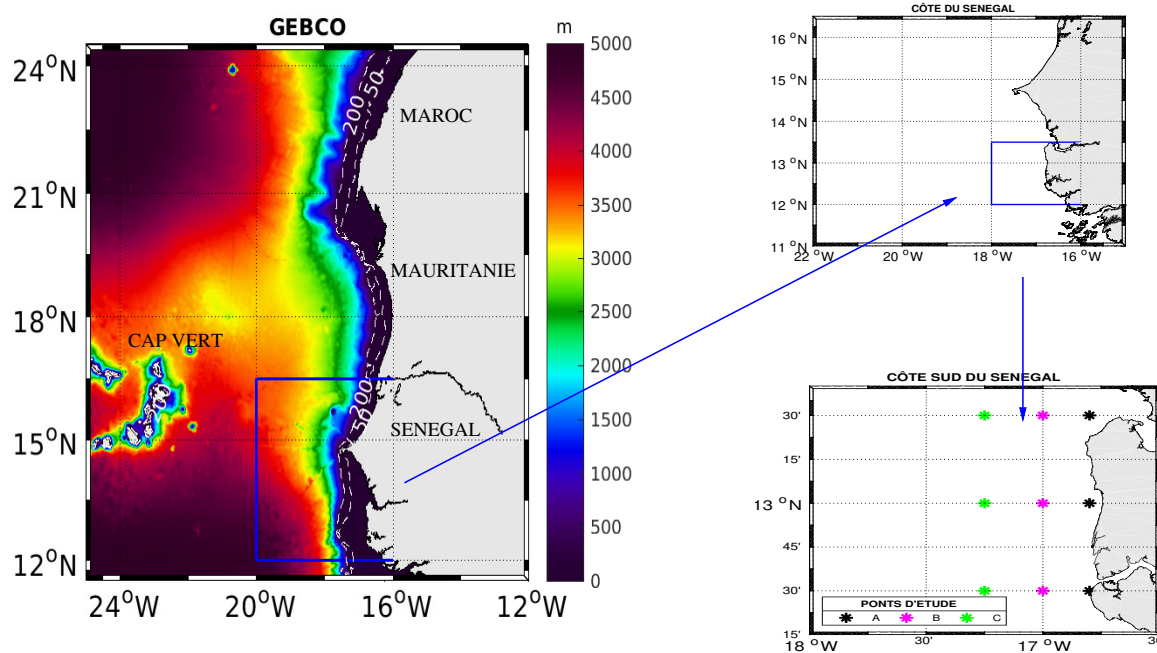 GEBCO
m
24°N
21°N
18°N
15°N
12°N
24°W
20°W
16°W
12°W
200
50
MAROC
MAURITANIE
CAP VERT
200
50
SENEGAL
5000
4500
4000
3500
3000
2500
2000
1500
1000
500
0
CÔTE DU SENEGAL
16°N
15°N
14°N
13°N
12°N
11°N
22°W
20°W
18°W
16°W
CÔTE SUD DU SENEGAL
30'
15'
13°N
45'
30'
15'
18°W
30'
17°W
PONTS D'ETUDE
A B C